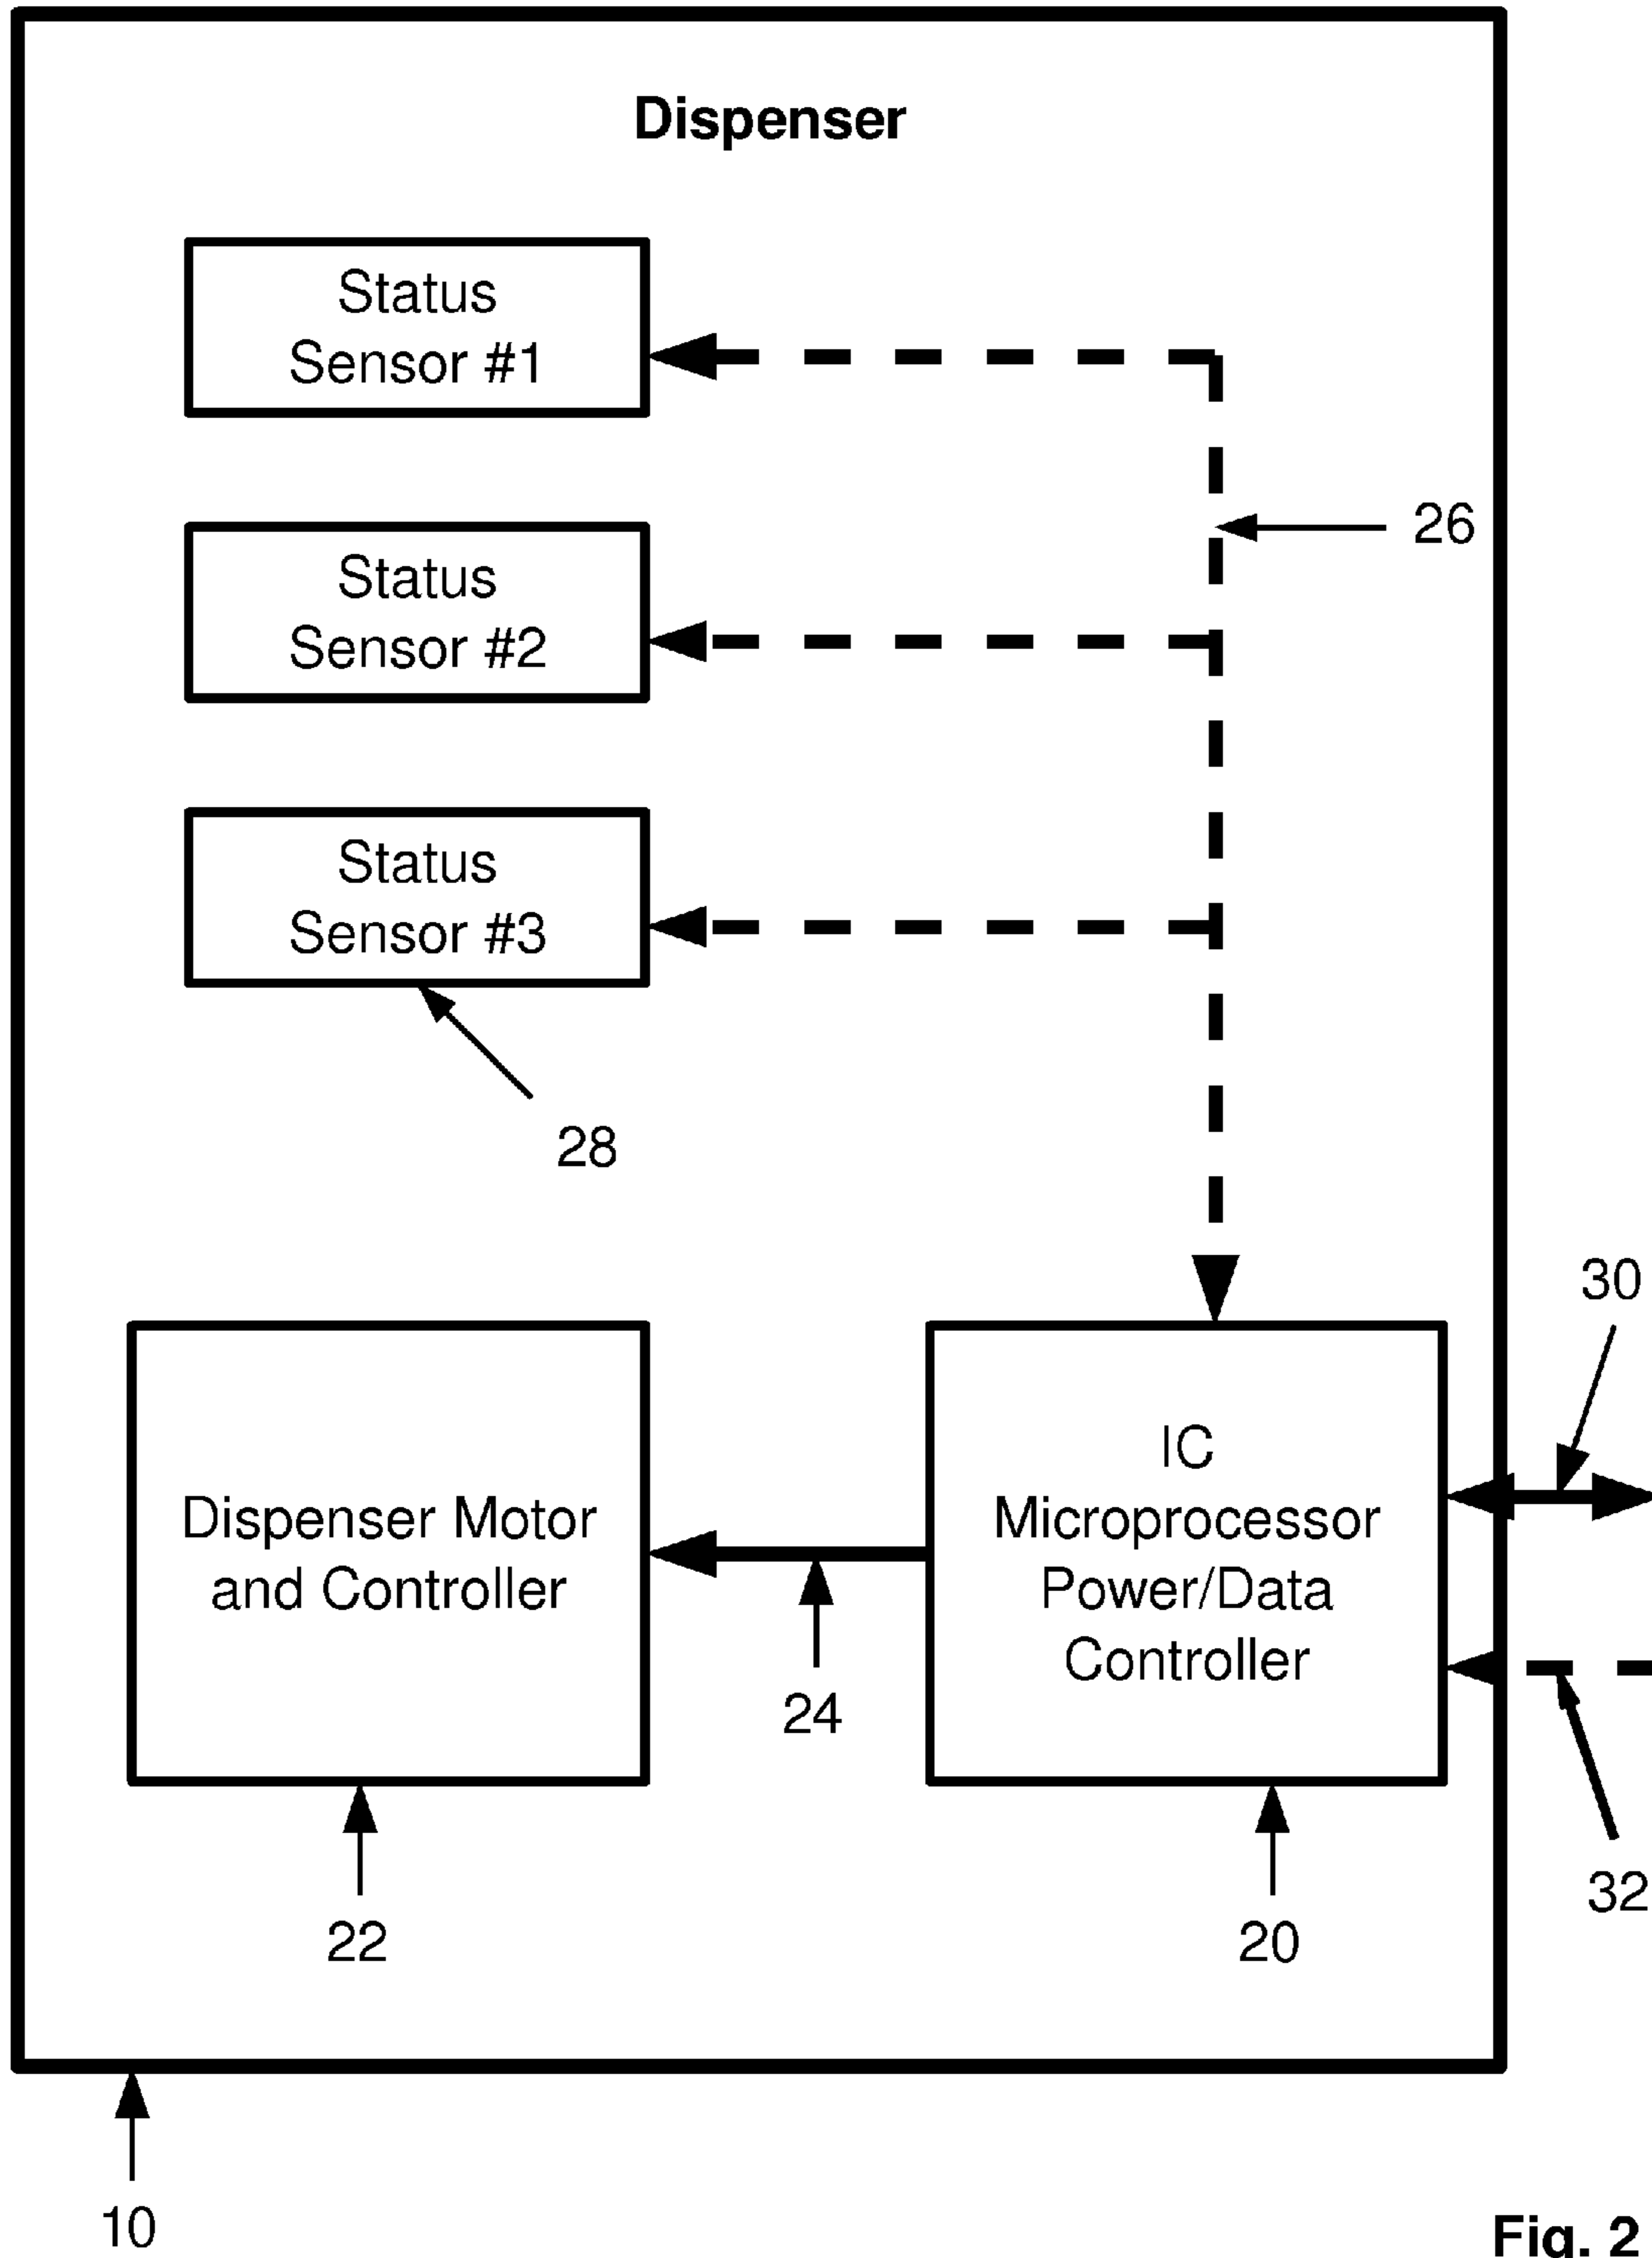 Dispenser
Status
Sensor #1
26
Status
Sensor #2
Status
Sensor #3
28
30
IC
Microprocessor
Power/Data
Controller
Dispenser Motor
and Controller
24
32
22
20
10
Fig. 2